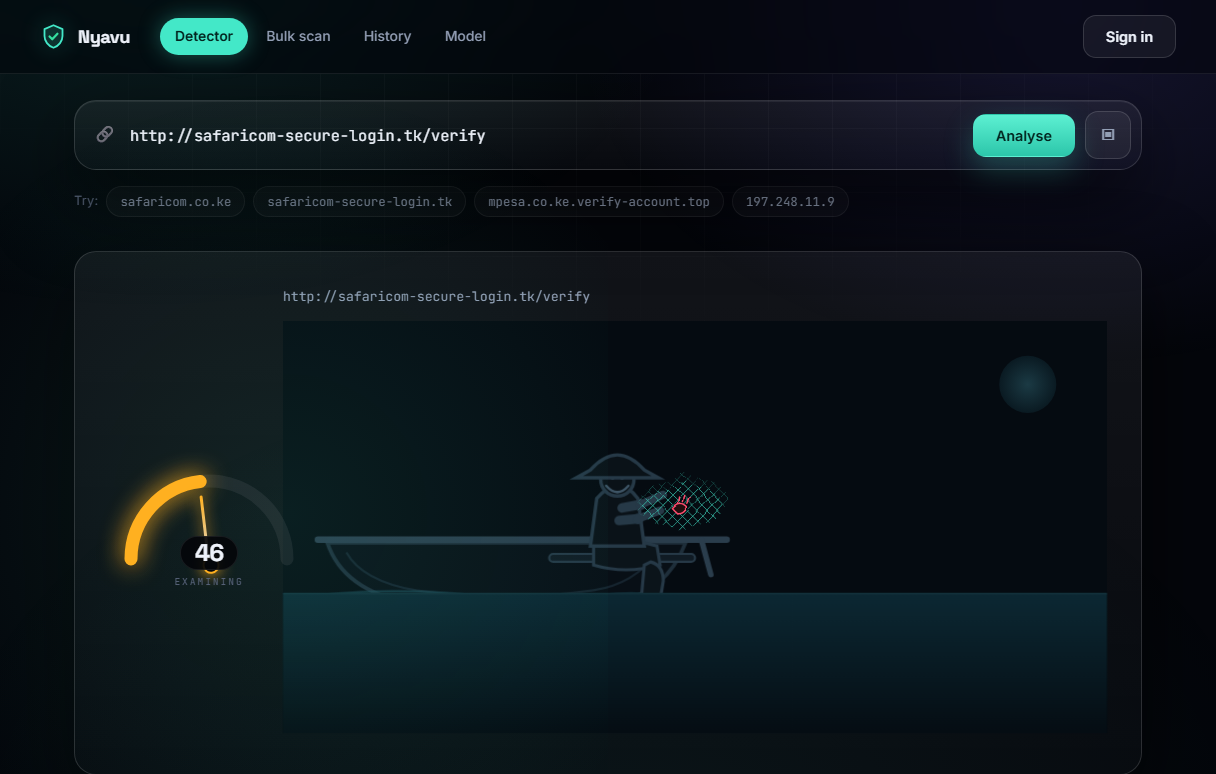 Nyavu
Detector
Bulk scan
History
Model
Sign in
http://safaricom-secure-login.tk/verify
Analyse
Try:
safaricom.co.ke
safaricom-secure-login.tk
mpesa.co.ke.verify-account.top
197.248.11.9
http://safaricom-secure-login.tk/verify
46
EXAMINING